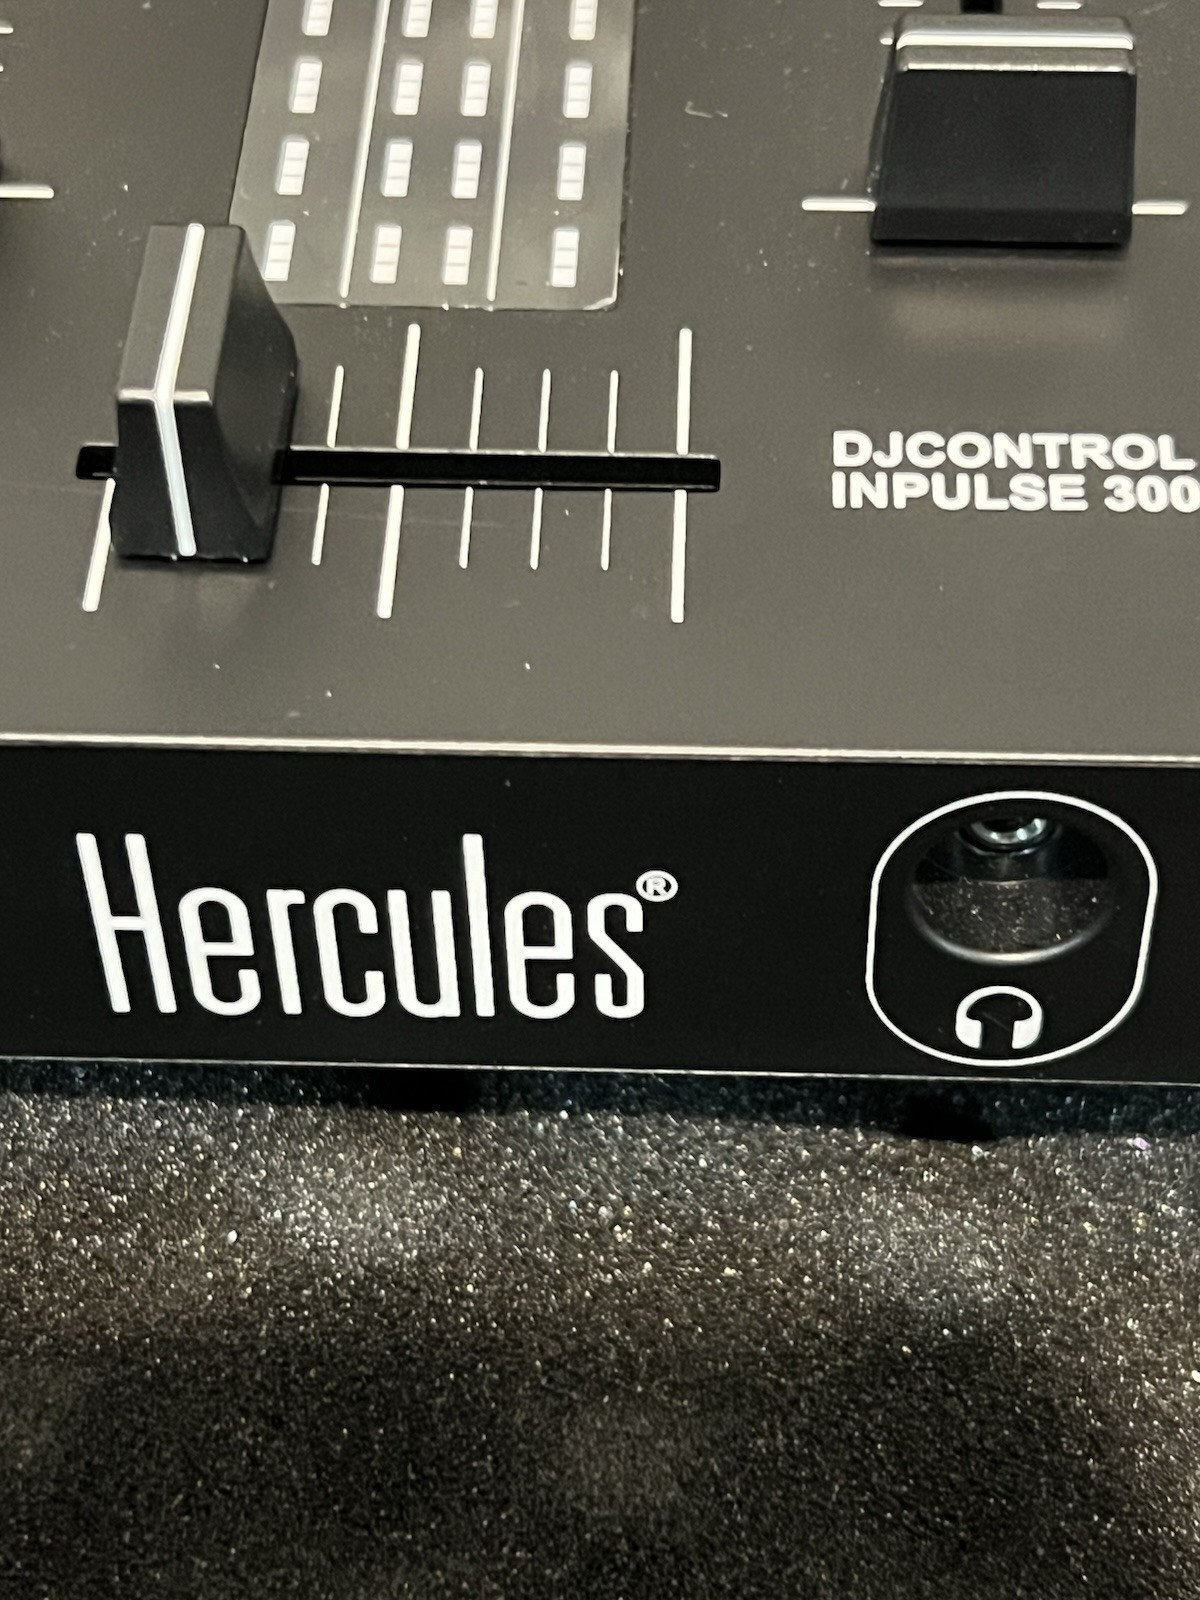 DJCONTROL
INPULSE 300
Hercules®